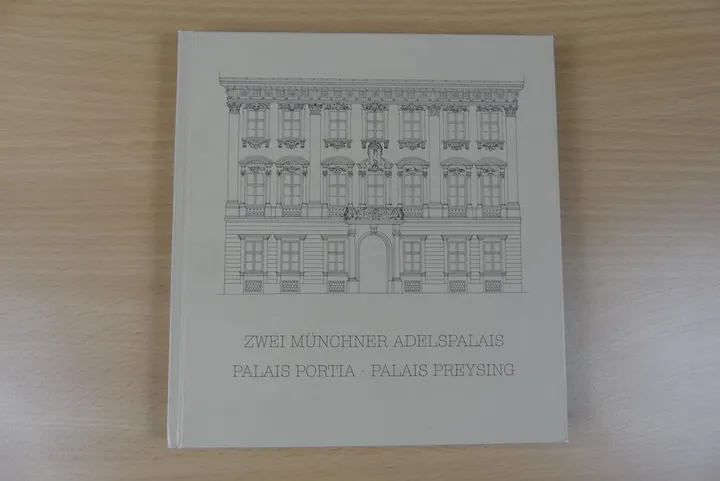 ZWEI MÜNCHNER ADELSPALAIS
PALAIS PORTIA · PALAIS PREYSING